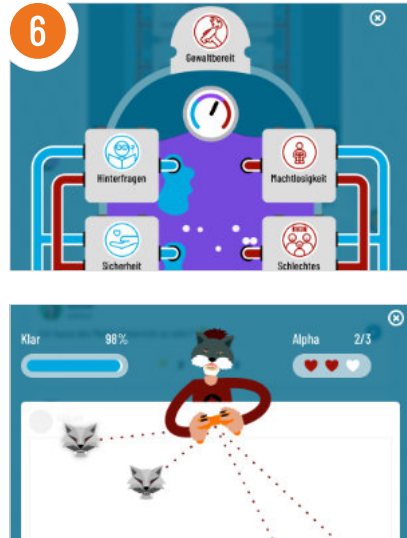 6
Gewaltbereit
Hinterfragen
Machtlosigkeit
Sicherheit
Schlechtes
Klar 98%
Alpha 2/3